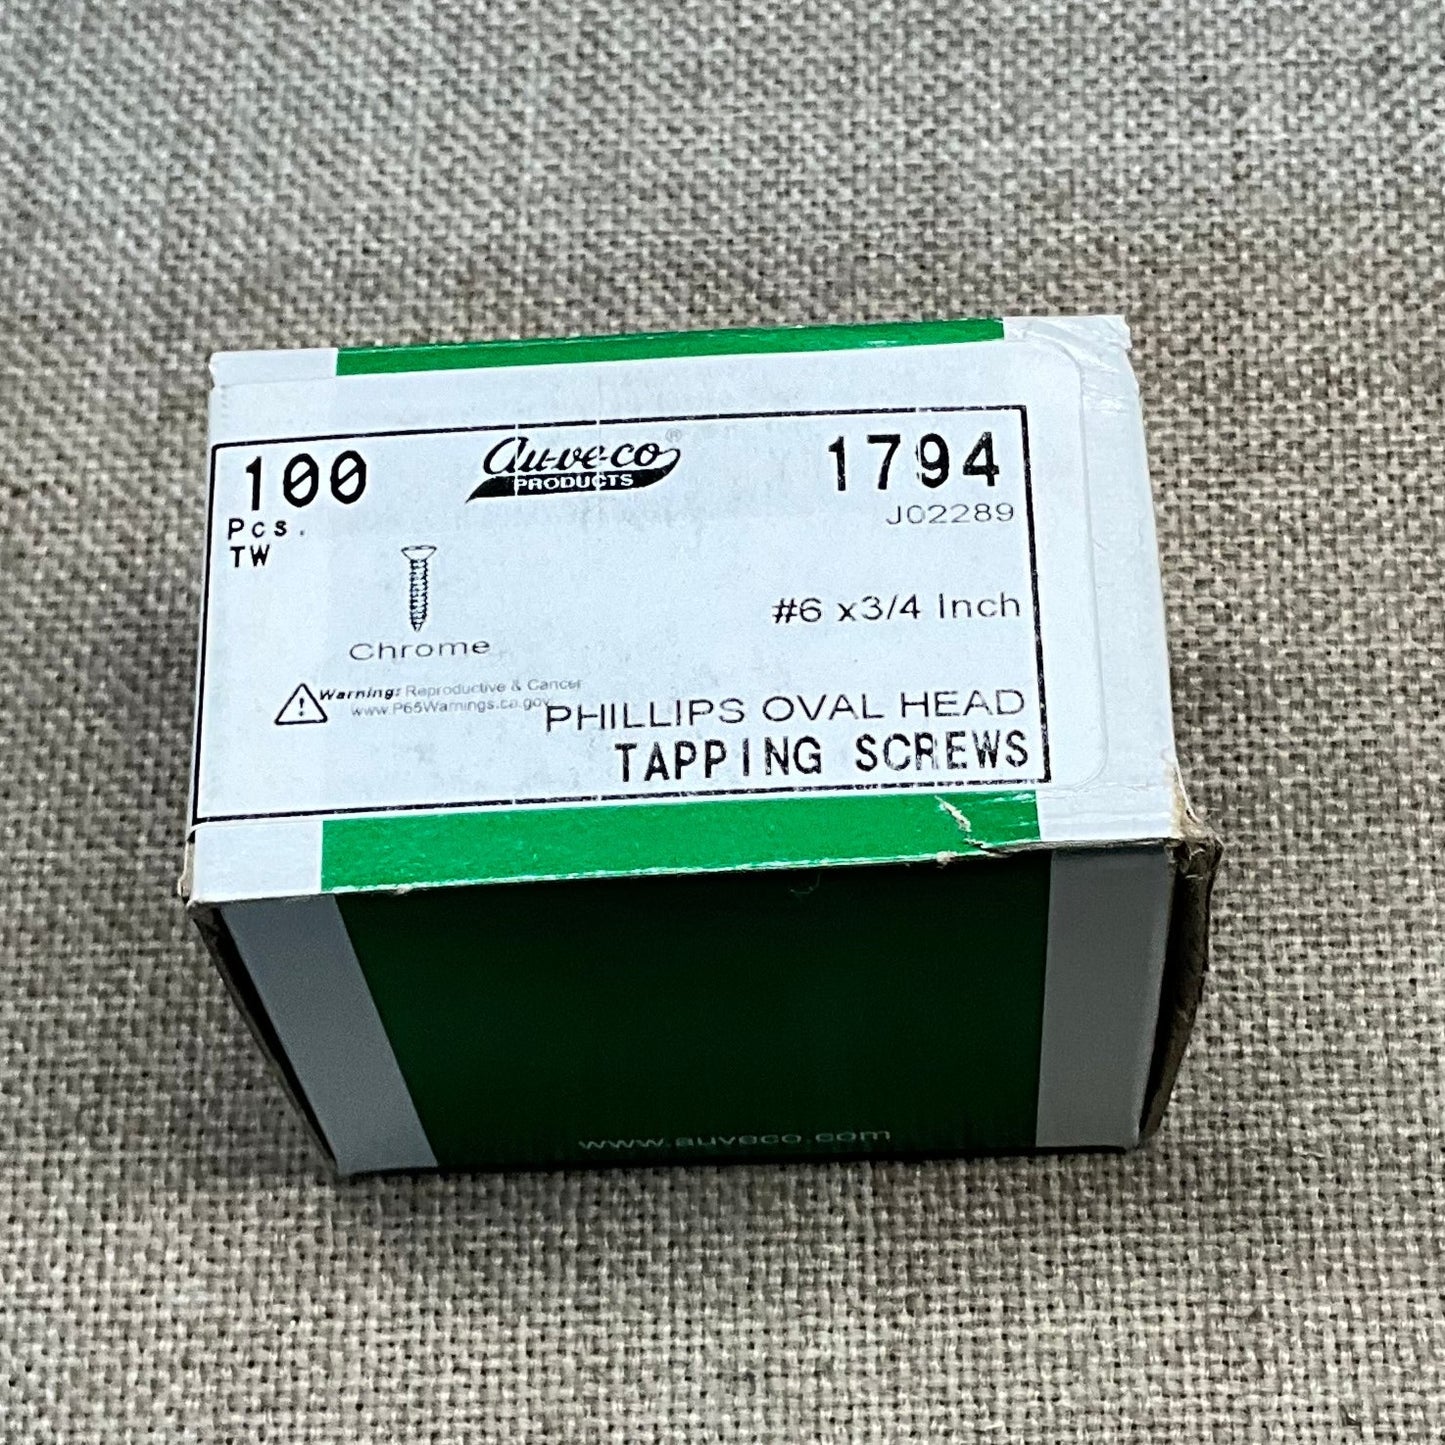 100
Pcs.
TW
au-ve-co®
PRODUCTS
1794
J02289
Chrome
#6 x3/4 Inch
Warning: Reproductive & Cancer
www.P65Warnings.ca.gov
PHILLIPS OVAL HEAD
TAPPING SCREWS
www.auveco.com